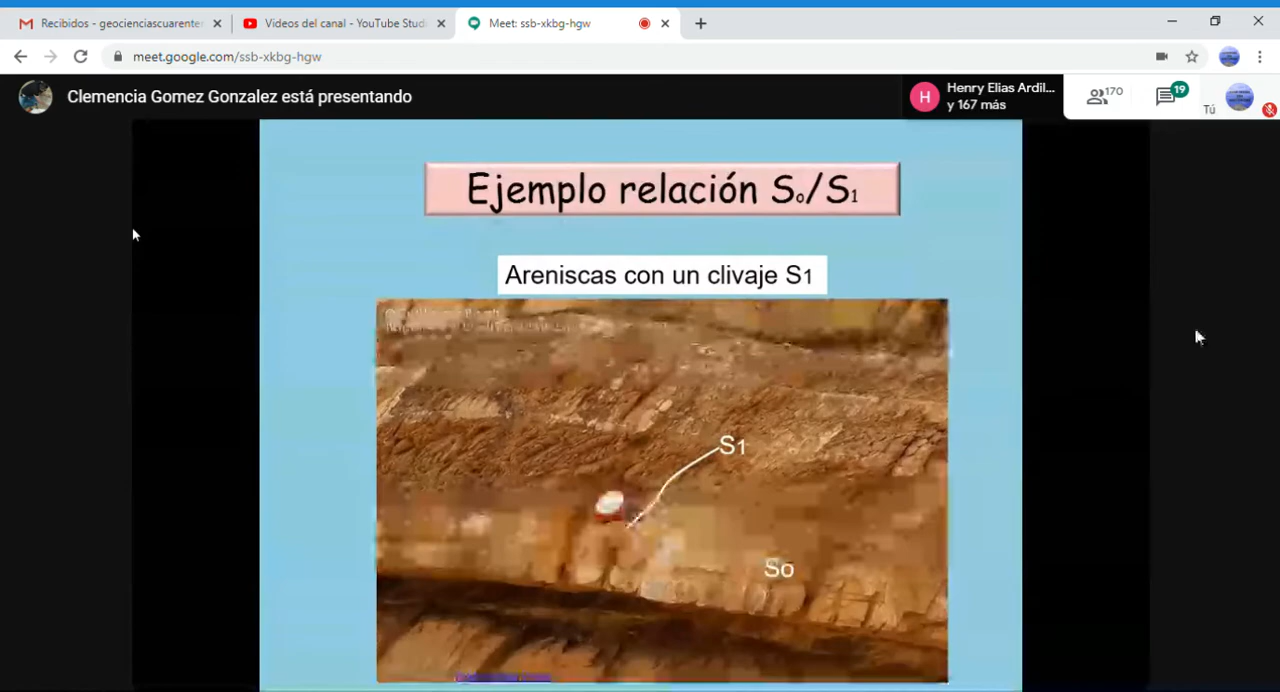 Recibidos - geocienciascuarente
Videos del canal - YouTube Studi
Meet: ssb-xkbg-hgw
meet.google.com/ssb-xkbg-hgw
Clemencia Gomez Gonzalez está presentando
H
Henry Elias Ardil...
y 167 más
170
19
Tú
Ejemplo relación So/S1
Areniscas con un clivaje S1
S1
So